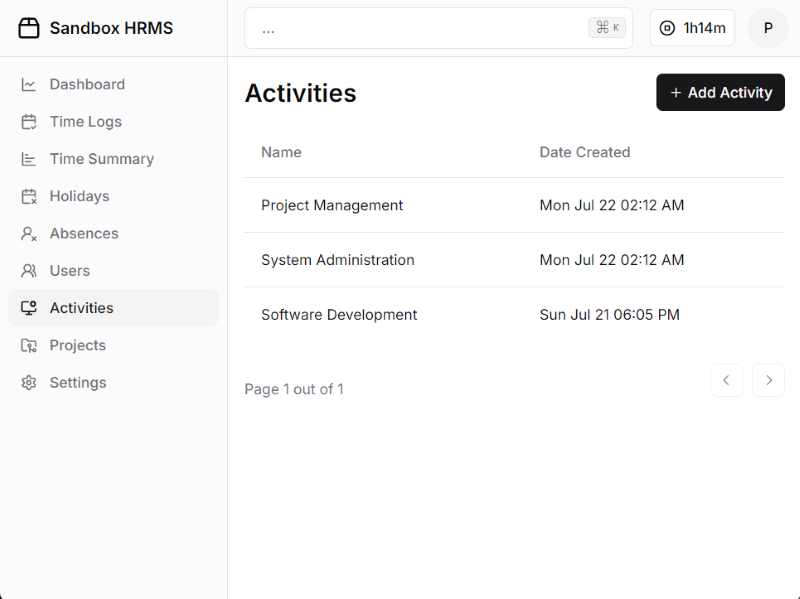 Sandbox HRMS
... ⌘ K 1h14m P
Dashboard
Time Logs
Time Summary
Holidays
Absences
Users
Activities
Projects
Settings
Activities
+ Add Activity
Name Date Created
Project Management Mon Jul 22 02:12 AM
System Administration Mon Jul 22 02:12 AM
Software Development Sun Jul 21 06:05 PM
Page 1 out of 1